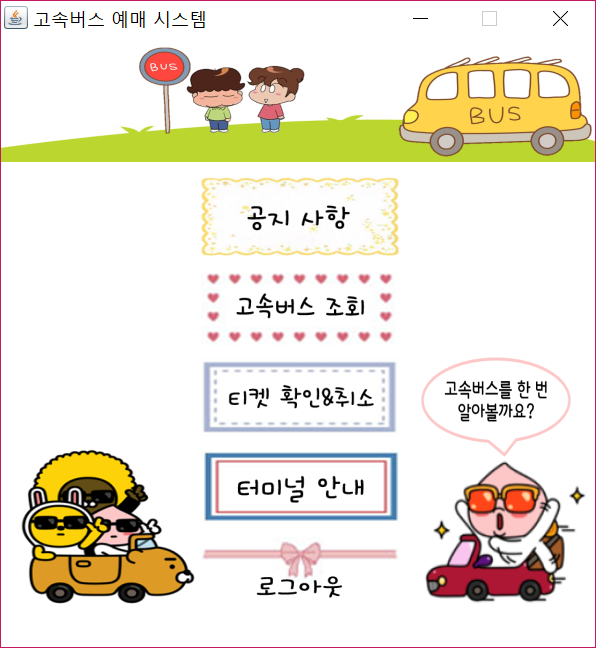 고속버스 예매 시스템
BUS
BUS
공지 사항
고속버스 조회
티켓 확인&취소
고속버스를 한 번
알아볼까요?
터미널 안내
로그아웃